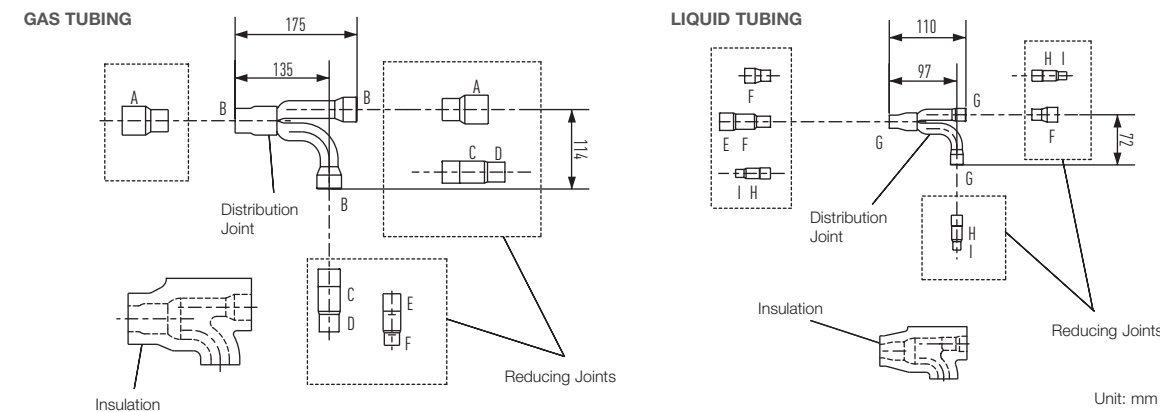 GAS TUBING
175
135
A
B
B
A
C D
114
B
Distribution
Joint
C
D
E
F
Reducing Joints
Insulation
LIQUID TUBING
110
97
F
E F
I H
G
G
G
H I
F
72
Distribution
Joint
H
I
Insulation
Reducing Joints
Unit: mm